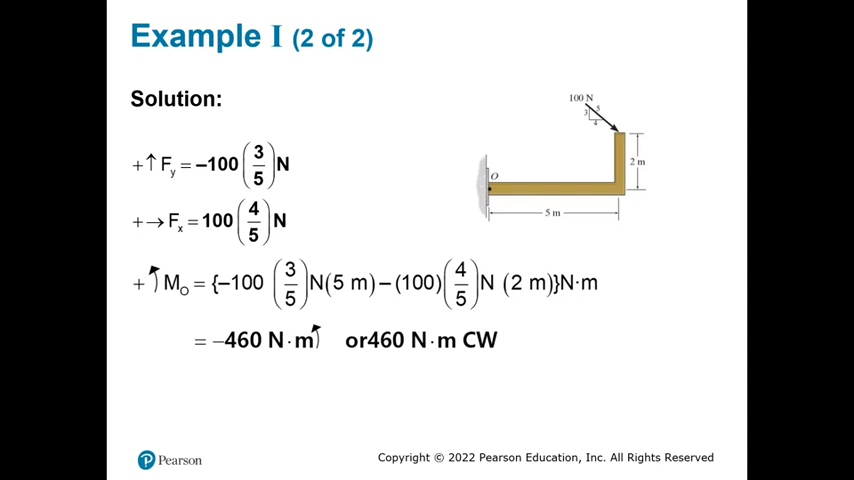 Example I (2 of 2)
Solution:
100 N
5
3
4
2 m
O
5 m
+↑ Fy = –100 (3/5) N
+→ Fx = 100 (4/5) N
+↺ MO = {–100 (3/5) N(5 m) – (100)(4/5) N (2 m)}N·m
= –460 N·m↺ or460 N·m CW
P Pearson
Copyright © 2022 Pearson Education, Inc. All Rights Reserved